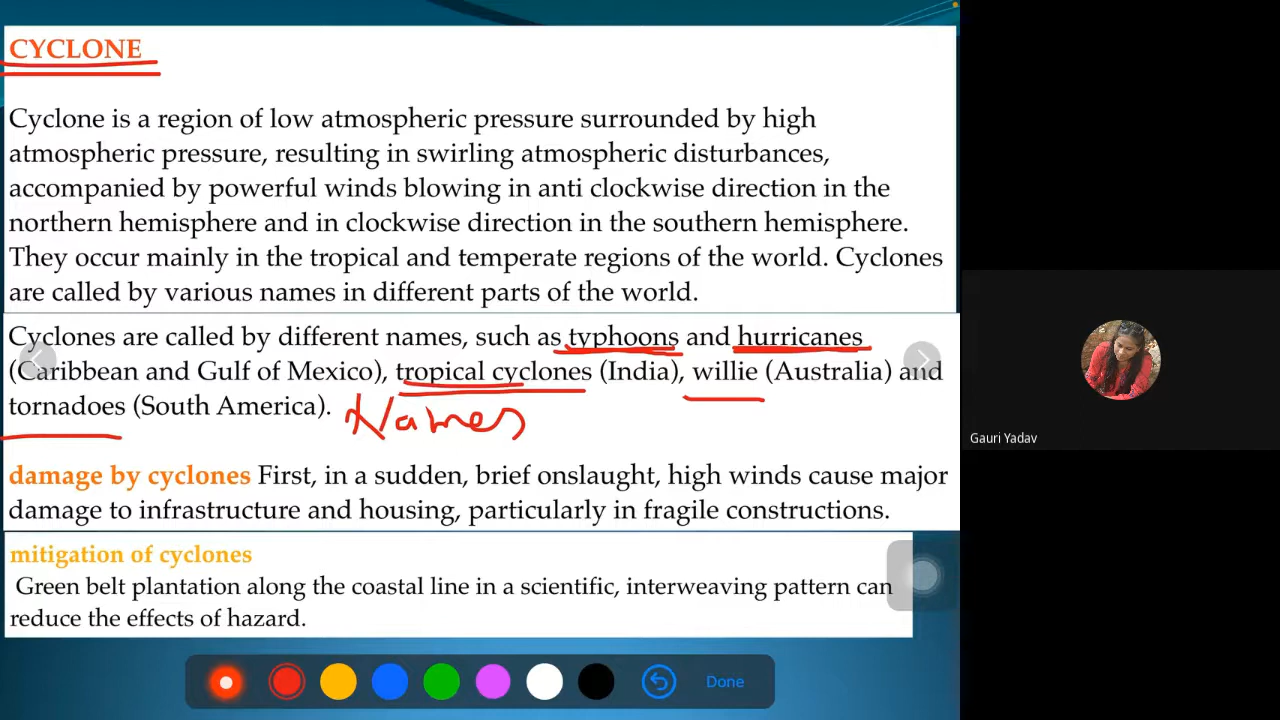 CYCLONE
Cyclone is a region of low atmospheric pressure surrounded by high
atmospheric pressure, resulting in swirling atmospheric disturbances,
accompanied by powerful winds blowing in anti clockwise direction in the
northern hemisphere and in clockwise direction in the southern hemisphere.
They occur mainly in the tropical and temperate regions of the world. Cyclones
are called by various names in different parts of the world.
Cyclones are called by different names, such as typhoons and hurricanes
(Caribbean and Gulf of Mexico), tropical cyclones (India), willie (Australia) and
tornadoes (South America).
Names
damage by cyclones First, in a sudden, brief onslaught, high winds cause major
damage to infrastructure and housing, particularly in fragile constructions.
mitigation of cyclones
Green belt plantation along the coastal line in a scientific, interweaving pattern can
reduce the effects of hazard.
Done
Gauri Yadav